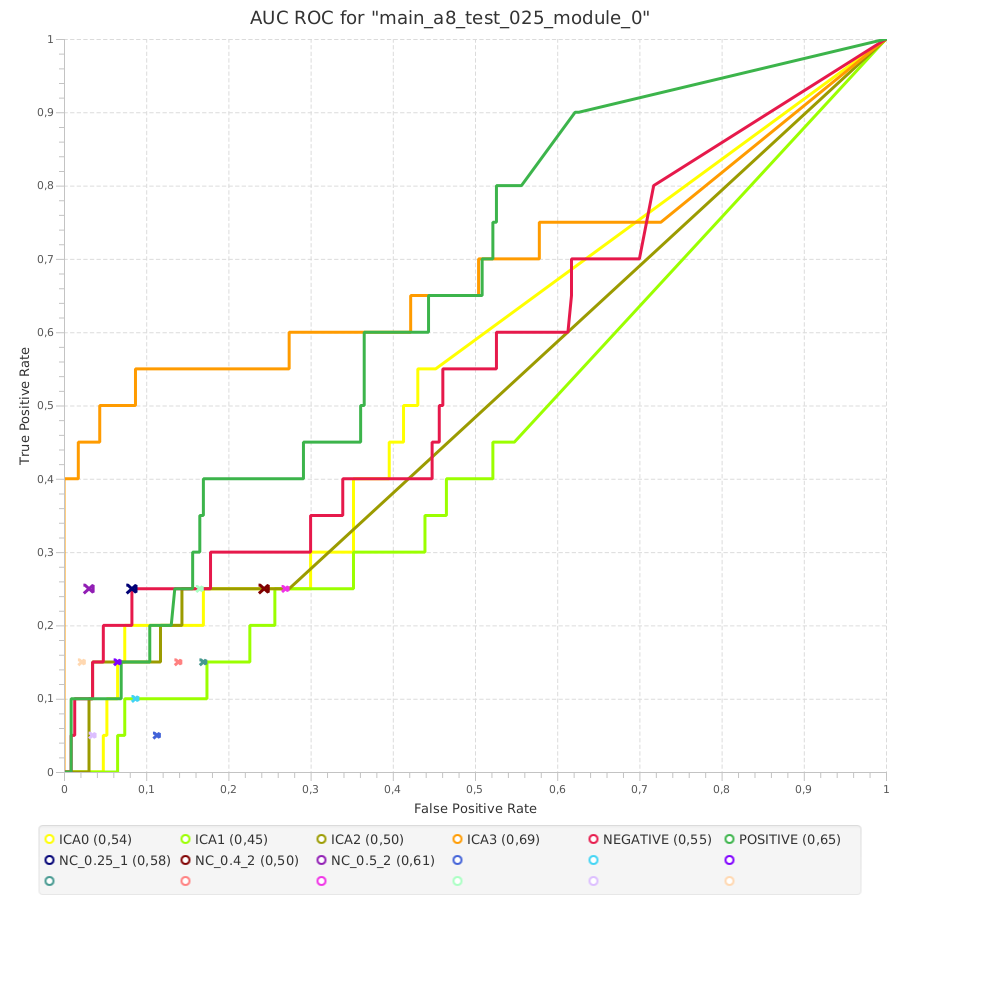 AUC ROC for "main_a8_test_025_module_0"
1
0,9
0,8
0,7
0,6
0,5
0,4
0,3
0,2
0,1
0
True Positive Rate
0 0,1 0,2 0,3 0,4 0,5 0,6 0,7 0,8 0,9 1
False Positive Rate
ICA0 (0,54) ICA1 (0,45) ICA2 (0,50) ICA3 (0,69) NEGATIVE (0,55) POSITIVE (0,65)
NC_0.25_1 (0,58) NC_0.4_2 (0,50) NC_0.5_2 (0,61)